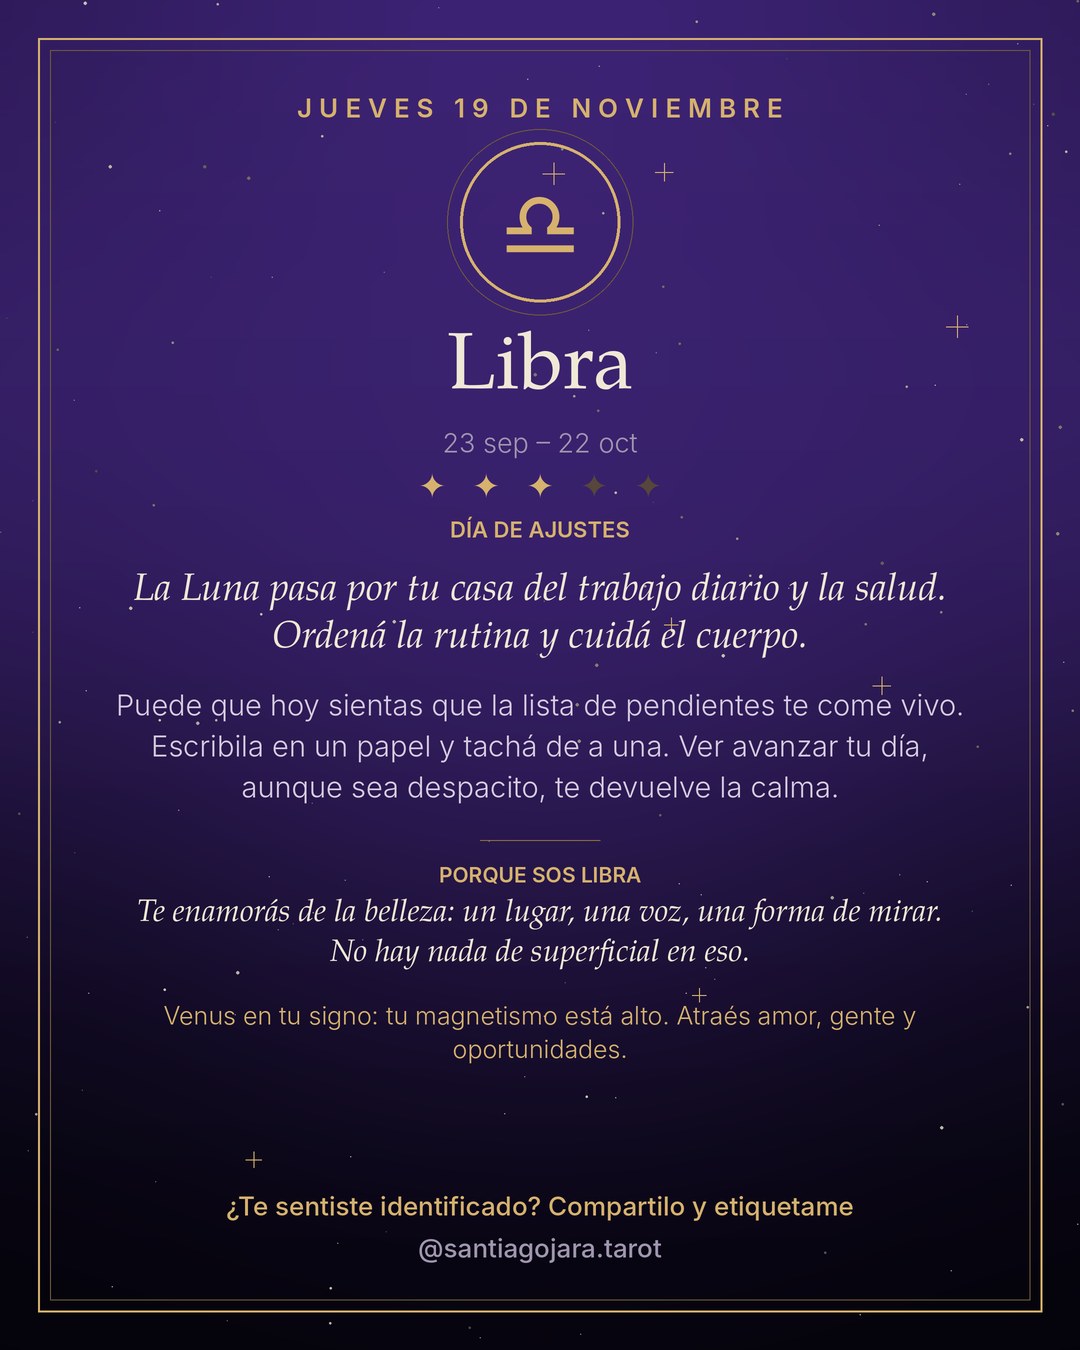 JUEVES 19 DE NOVIEMBRE
♎
Libra
23 sep – 22 oct
DÍA DE AJUSTES
La Luna pasa por tu casa del trabajo diario y la salud.
Ordená la rutina y cuidá el cuerpo.
Puede que hoy sientas que la lista de pendientes te come vivo.
Escribila en un papel y tachá de a una. Ver avanzar tu día,
aunque sea despacito, te devuelve la calma.
PORQUE SOS LIBRA
Te enamorás de la belleza: un lugar, una voz, una forma de mirar.
No hay nada de superficial en eso.
Venus en tu signo: tu magnetismo está alto. Atraés amor, gente y
oportunidades.
¿Te sentiste identificado? Compartilo y etiquetame
@santiagojara.tarot